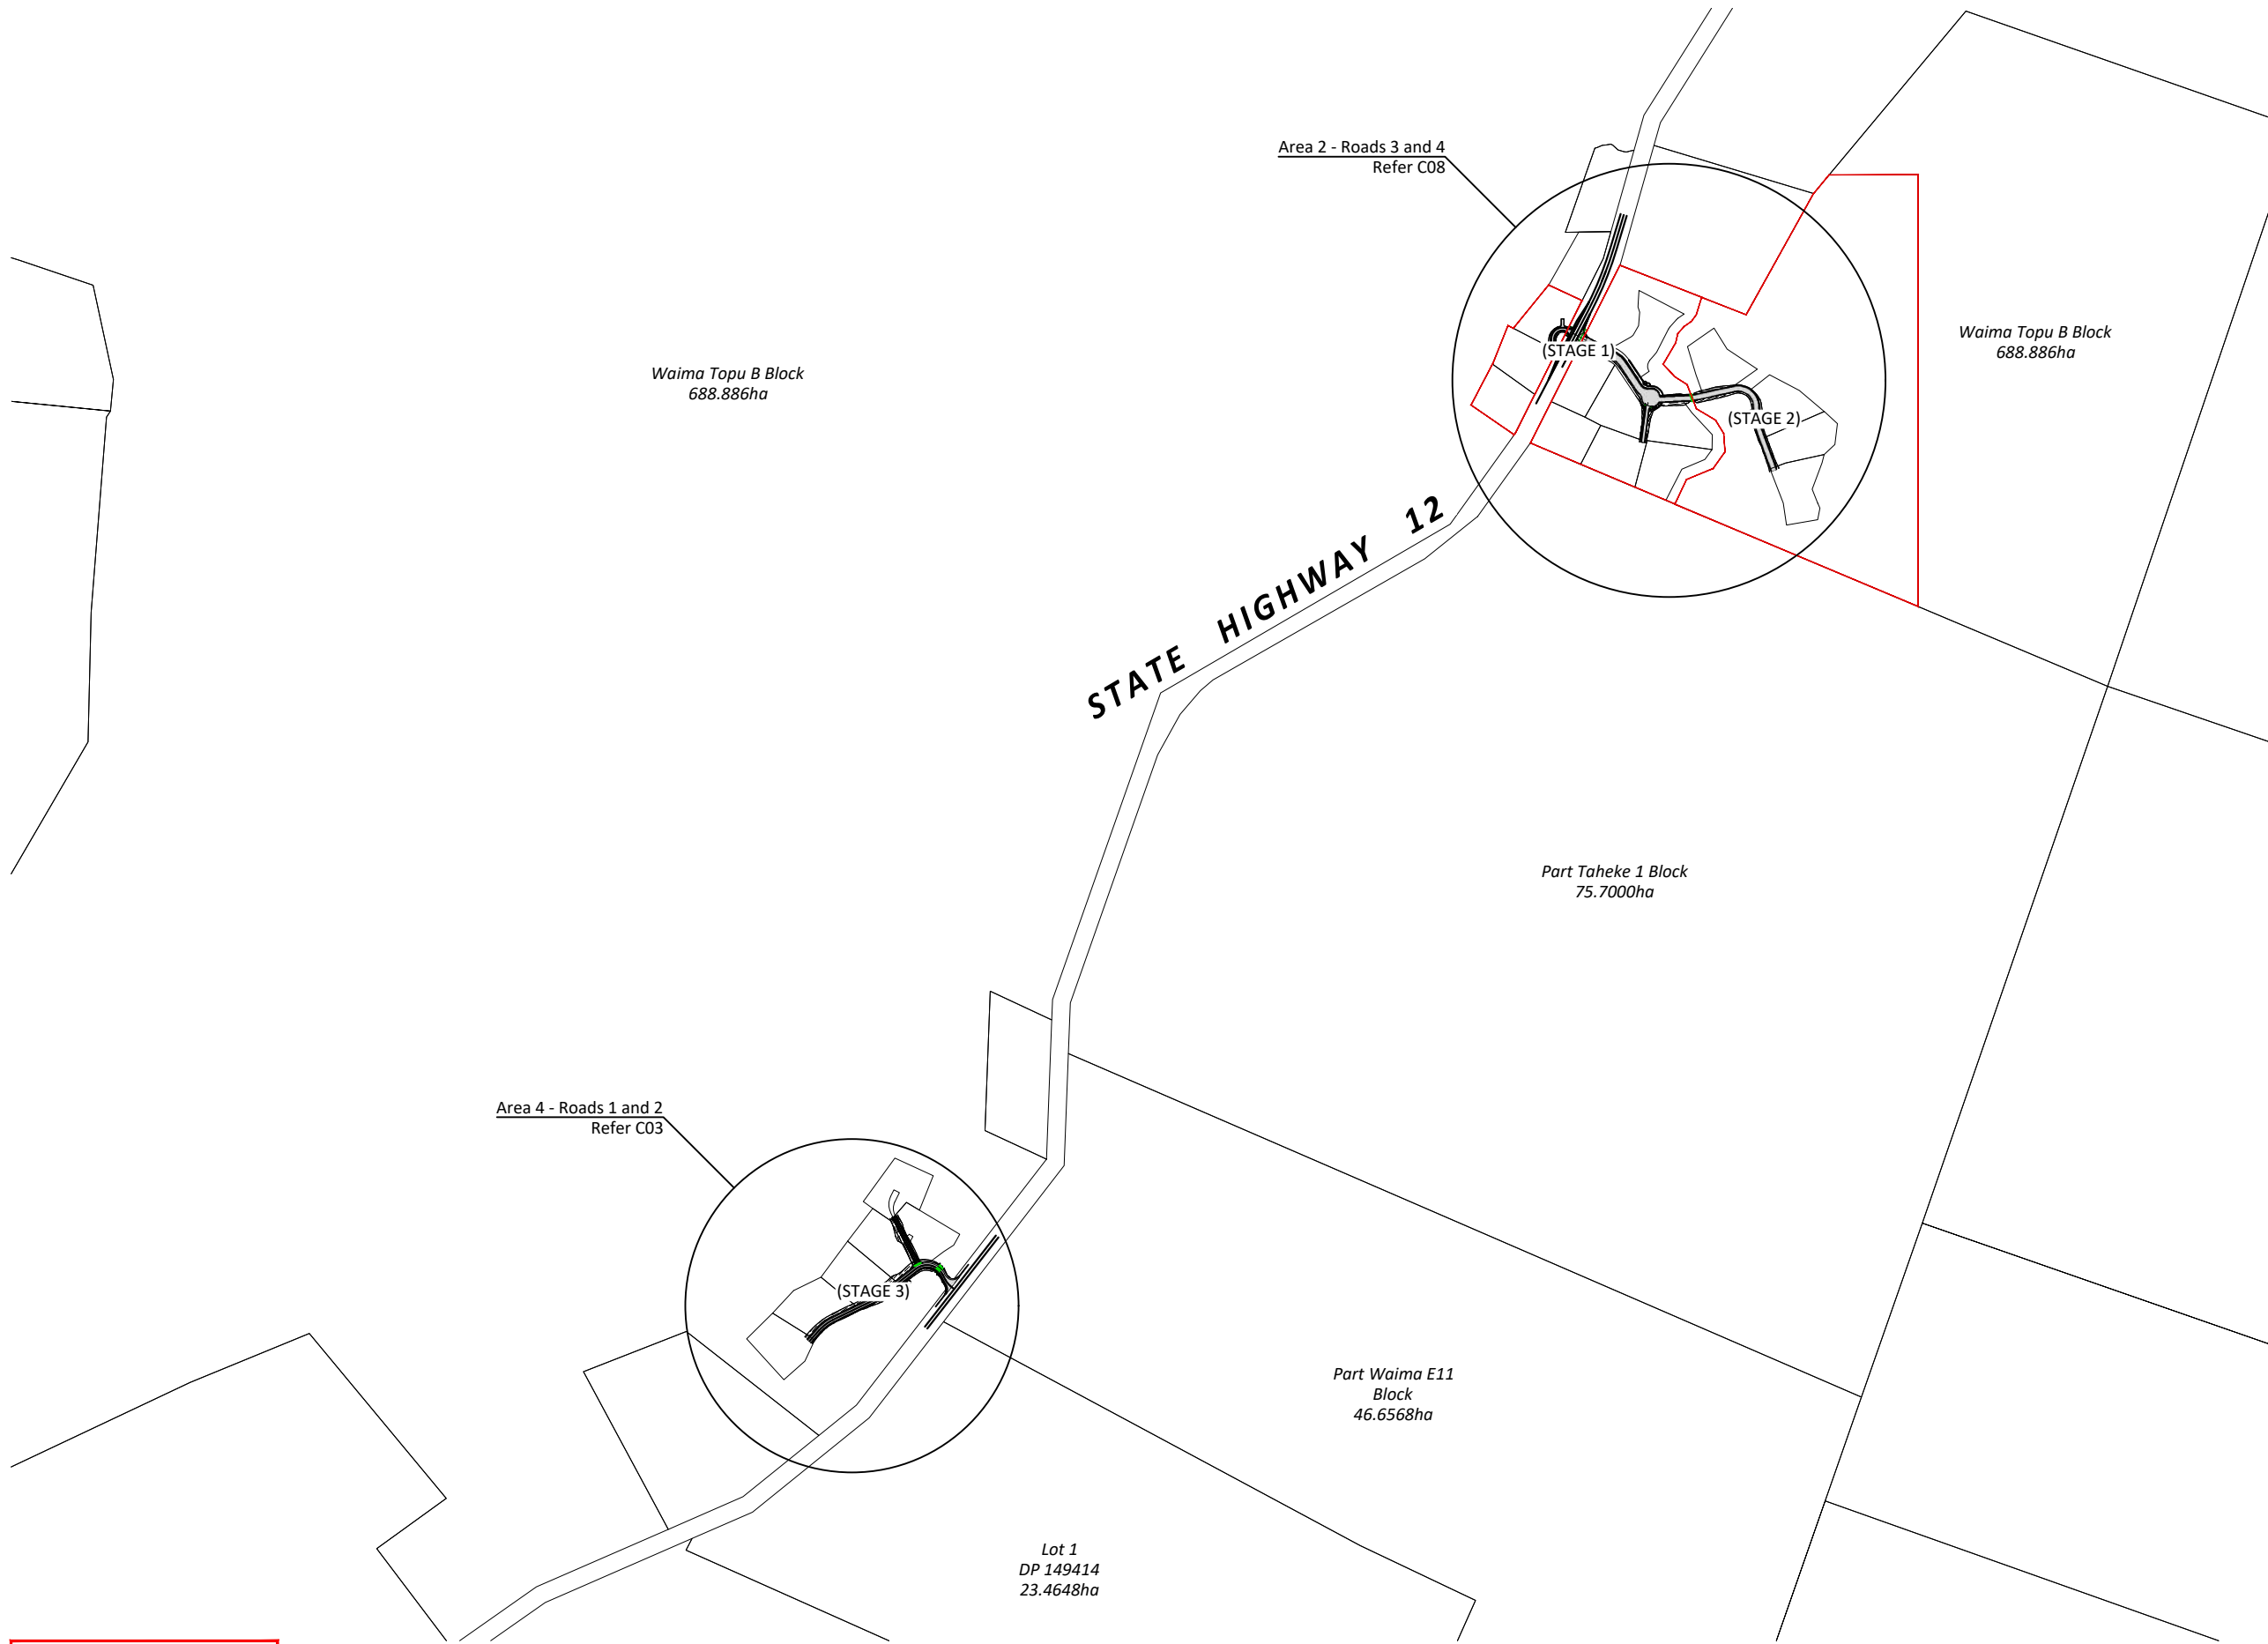 Area 2 - Roads 3 and 4
Refer C08
Waima Topu B Block
688.886ha
(STAGE 1)
Waima Topu B Block
688.886ha
(STAGE 2)
STATE HIGHWAY 12
Part Taheke 1 Block
75.7000ha
Area 4 - Roads 1 and 2
Refer C03
(STAGE 3)
Part Waima E11
Block
46.6568ha
Lot 1
DP 149414
23.4648ha